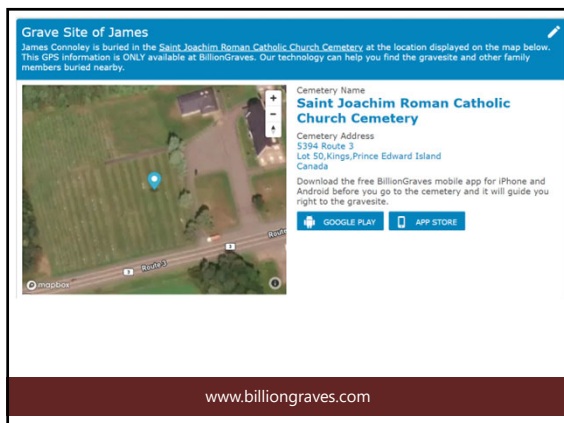 Grave Site of James
James Connoley is buried in the Saint Joachim Roman Catholic Church Cemetery at the location displayed on the map below.
This GPS information is ONLY available at BillionGraves. Our technology can help you find the gravesite and other family
members buried nearby.
Cemetery Name
Saint Joachim Roman Catholic
Church Cemetery
Cemetery Address
5394 Route 3
Lot 50,Kings,Prince Edward Island
Canada
Download the free BillionGraves mobile app for iPhone and
Android before you go to the cemetery and it will guide you
right to the gravesite.
GOOGLE PLAY
APP STORE
Route
3
3
Route 3
mapbox
www.billiongraves.com